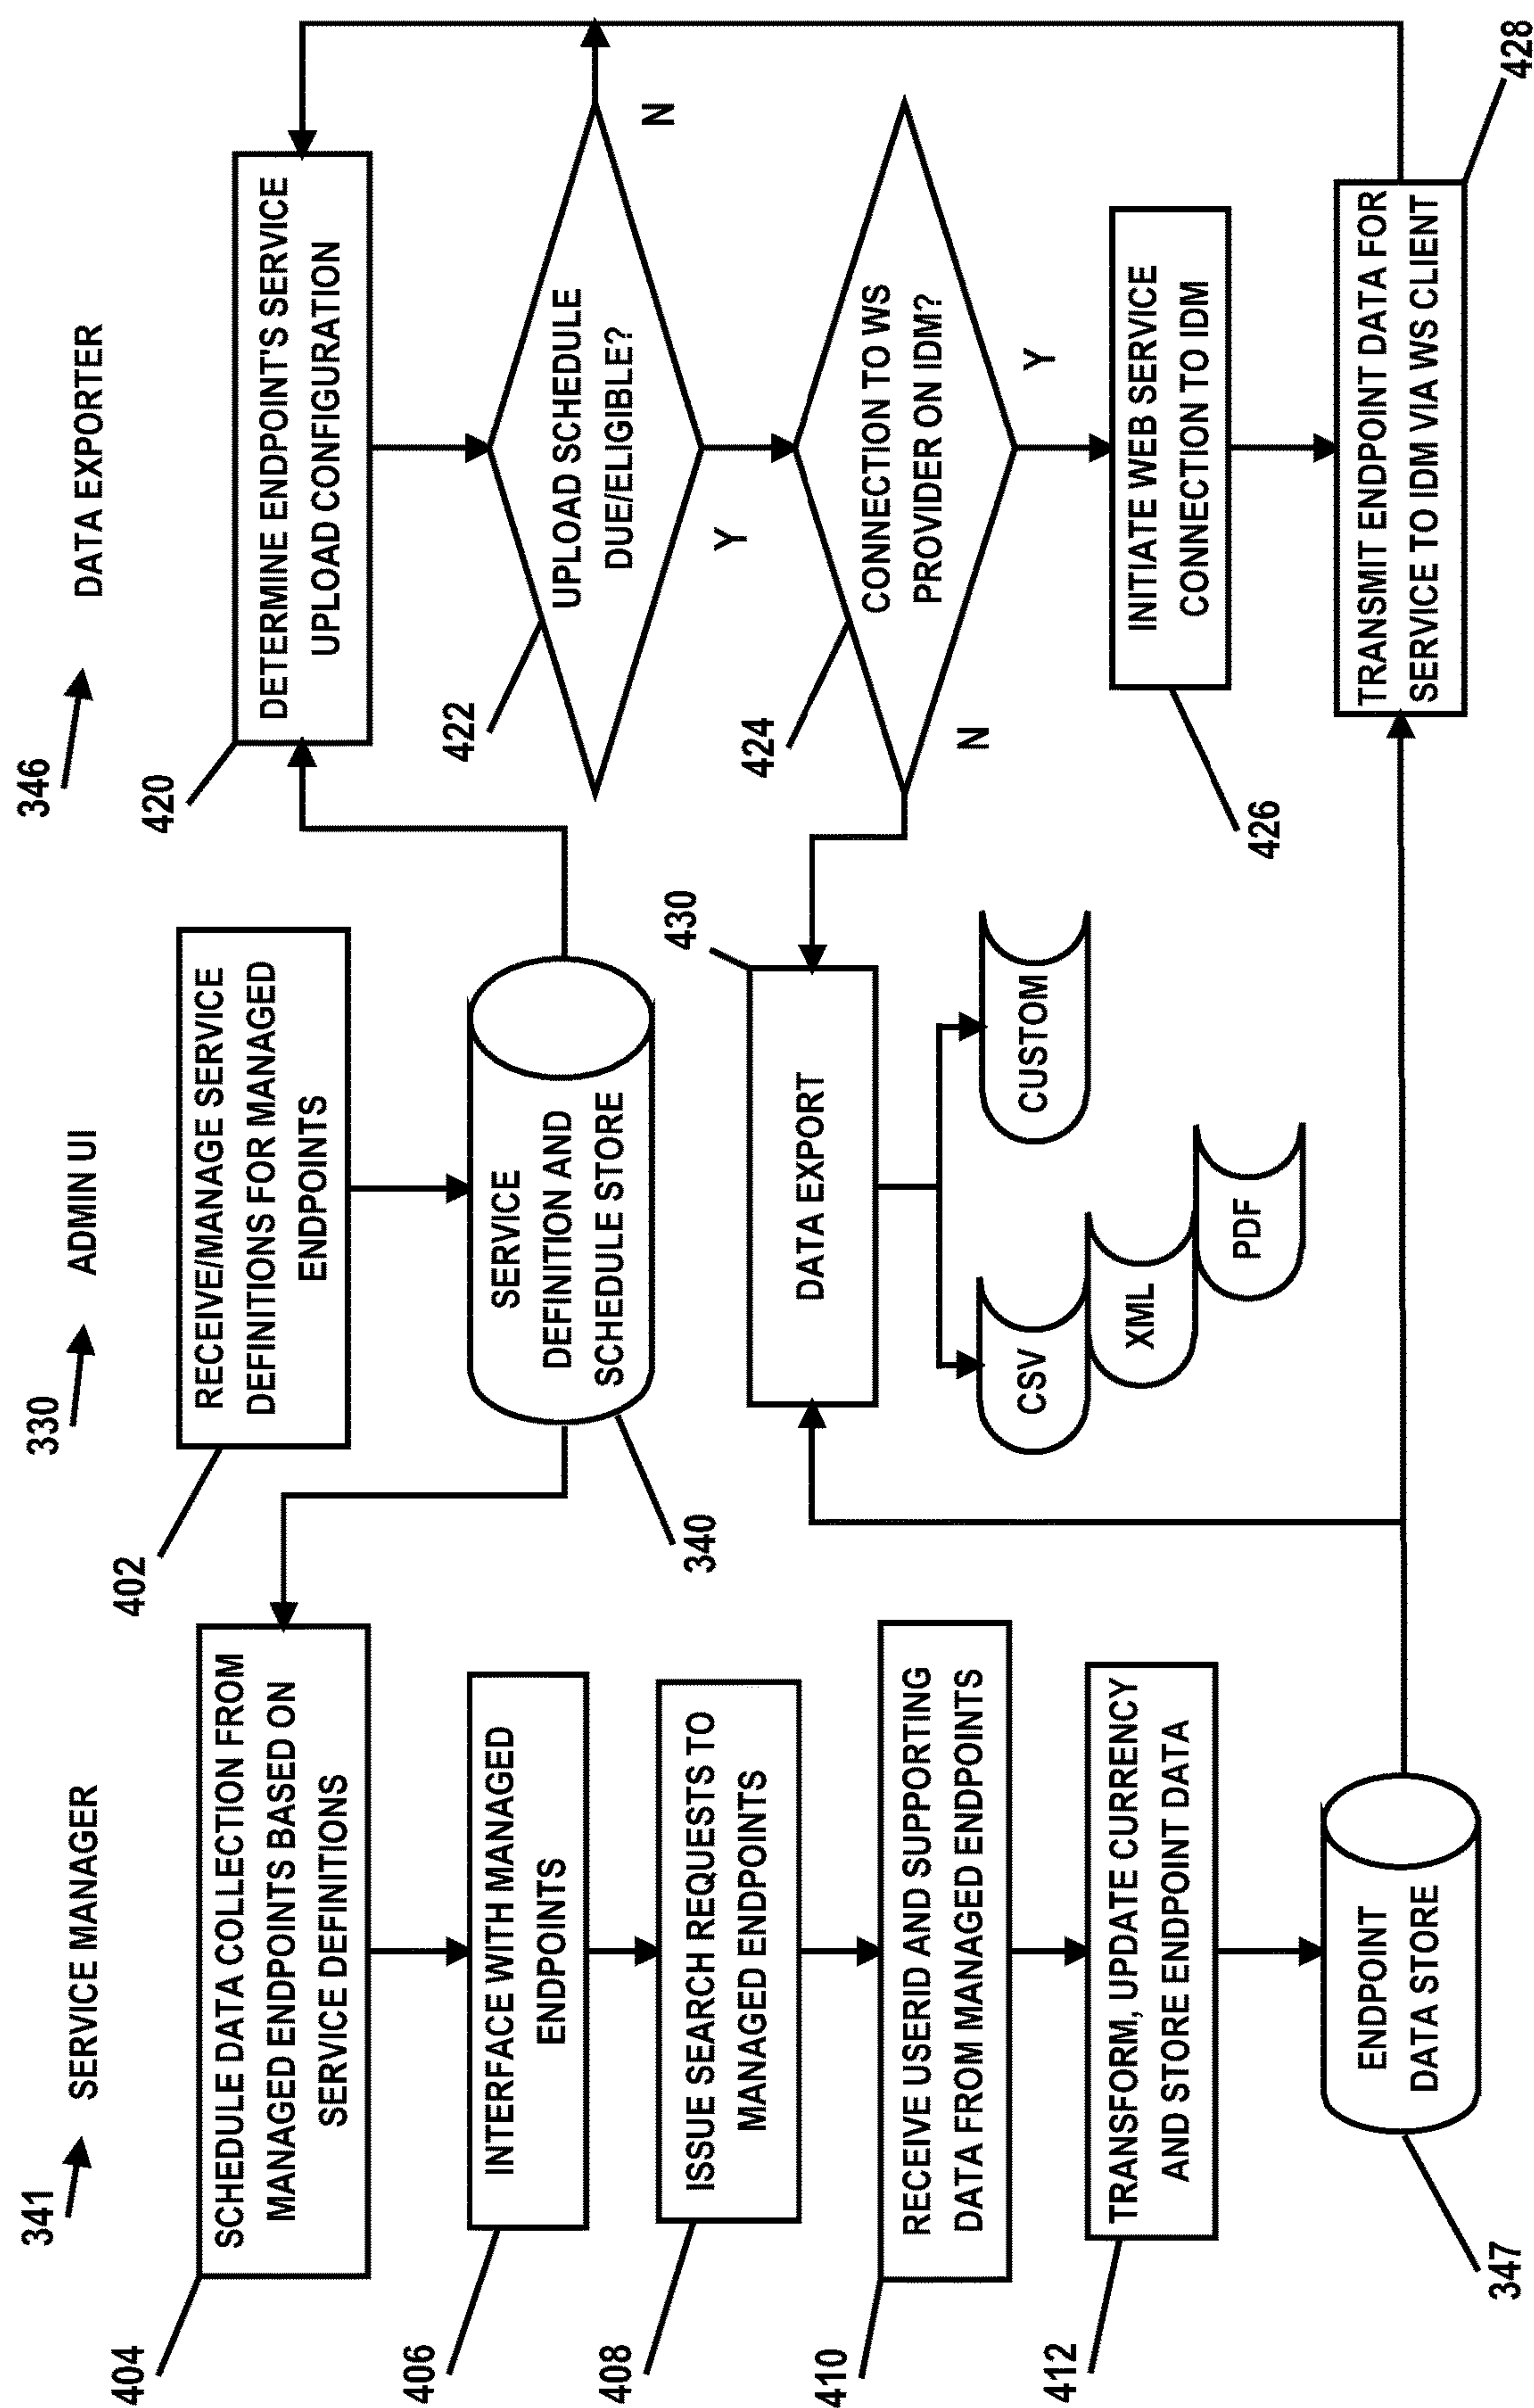 341
SERVICE MANAGER
404
SCHEDULE DATA COLLECTION FROM
MANAGED ENDPOINTS BASED ON
SERVICE DEFINITIONS
406
INTERFACE WITH MANAGED
ENDPOINTS
408
ISSUE SEARCH REQUESTS TO
MANAGED ENDPOINTS
410
RECEIVE USERID AND SUPPORTING
DATA FROM MANAGED ENDPOINTS
412
TRANSFORM, UPDATE CURRENCY
AND STORE ENDPOINT DATA
ENDPOINT
DATA STORE
347
330
ADMIN UI
402
RECEIVE/MANAGE SERVICE
DEFINITIONS FOR MANAGED
ENDPOINTS
SERVICE
DEFINITION AND
SCHEDULE STORE
340
430
DATA EXPORT
CSV
XML
PDF
CUSTOM
346
DATA EXPORTER
420
DETERMINE ENDPOINT'S SERVICE
UPLOAD CONFIGURATION
422
UPLOAD SCHEDULE
DUE/ELIGIBLE?
N
Y
424
CONNECTION TO WS
PROVIDER ON IDM?
N
Y
426
INITIATE WEB SERVICE
CONNECTION TO IDM
428
TRANSMIT ENDPOINT DATA FOR
SERVICE TO IDM VIA WS CLIENT